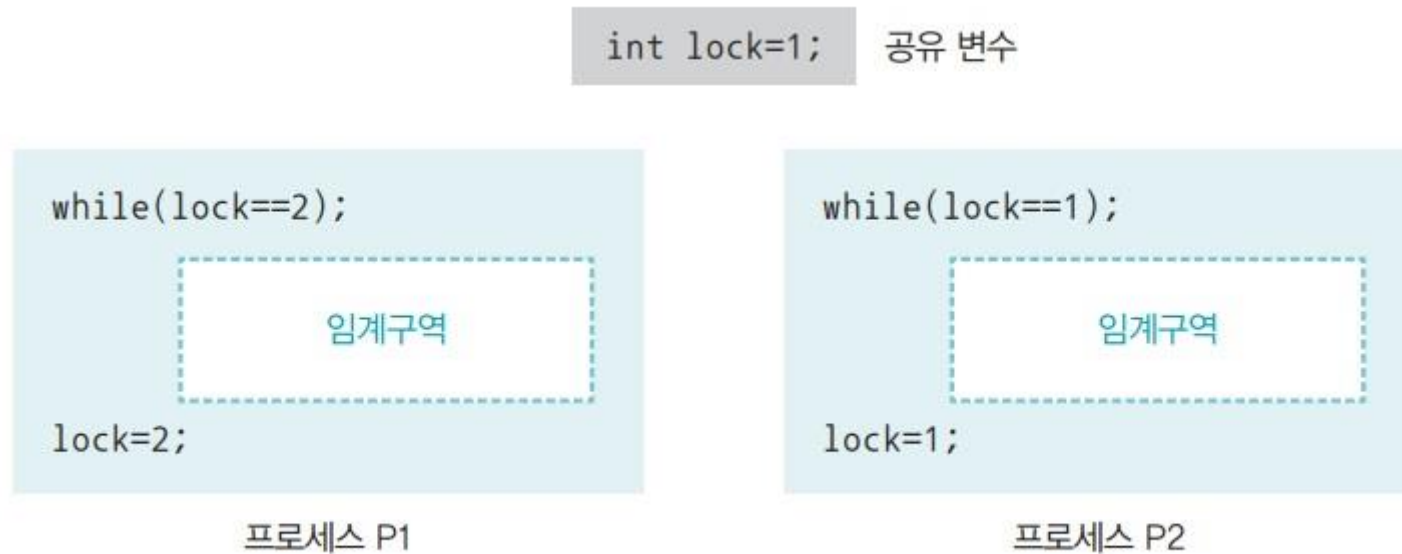 int lock=1; 공유 변수
while(lock==2);
임계구역
lock=2;
프로세스 P1
while(lock==1);
임계구역
lock=1;
프로세스 P2